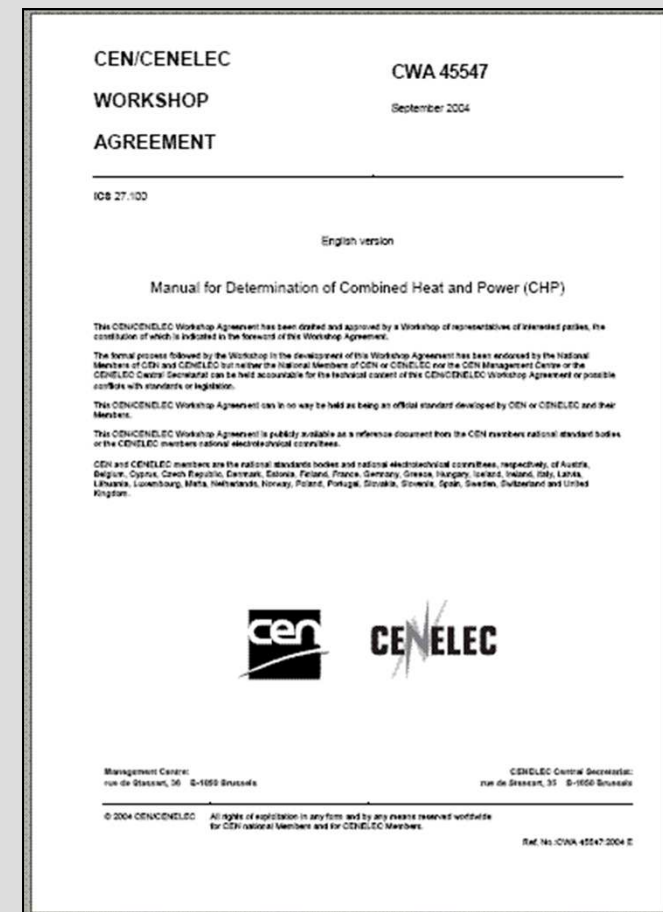 CEN/CENELEC
WORKSHOP
AGREEMENT
CWA 45547
September 2004
ICS 27.100
English version
Manual for Determination of Combined Heat and Power (CHP)
This CEN/CENELEC Workshop Agreement has been drafted and approved by a Workshop of representatives of interested parties, the
constitution of which is indicated in the foreword of this Workshop Agreement.
The formal process followed by the Workshop in the development of this Workshop Agreement has been endorsed by the National
Members of CEN and CENELEC but neither the National Members of CEN or CENELEC nor the CEN Management Centre or the
CENELEC Central Secretariat can be held accountable for the technical content of this CEN/CENELEC Workshop Agreement or possible
conflicts with standards or legislation.
This CEN/CENELEC Workshop Agreement can in no way be held as being an official standard developed by CEN or CENELEC and their
Members.
This CEN/CENELEC Workshop Agreement is publicly available as a reference document from the CEN members national standard bodies
or the CENELEC members national electrotechnical committees.
CEN and CENELEC members are the national standards bodies and national electrotechnical committees, respectively, of Austria,
Belgium, Cyprus, Czech Republic, Denmark, Estonia, Finland, France, Germany, Greece, Hungary, Iceland, Ireland, Italy, Latvia,
Lithuania, Luxembourg, Malta, Netherlands, Norway, Poland, Portugal, Slovakia, Slovenia, Spain, Sweden, Switzerland and United
Kingdom.
cen
CENELEC
Management Centre:
rue de Stassart, 36 B-1050 Brussels
CENELEC Central Secretariat:
rue de Stassart, 35 B-1050 Brussels
© 2004 CEN/CENELEC All rights of exploitation in any form and by any means reserved worldwide
for CEN national Members and for CENELEC Members.
Ref. No.:CWA 45547:2004 E